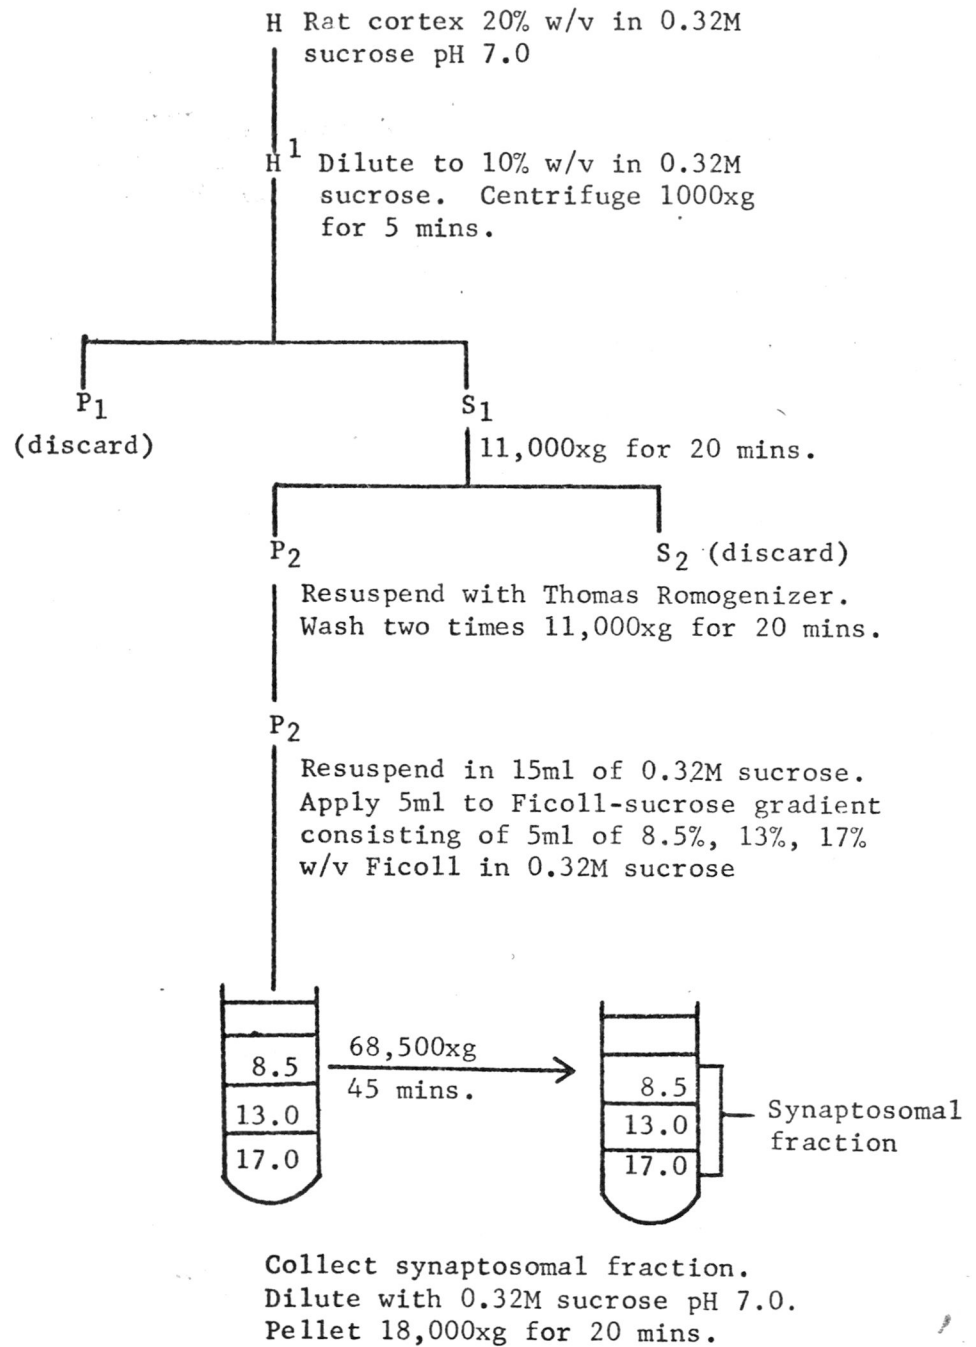 H Rat cortex 20% w/v in 0.32M
sucrose pH 7.0
H1 Dilute to 10% w/v in 0.32M
sucrose. Centrifuge 1000xg
for 5 mins.
P1
(discard)
S1
11,000xg for 20 mins.
P2
S2 (discard)
Resuspend with Thomas Romogenizer.
Wash two times 11,000xg for 20 mins.
P2
Resuspend in 15ml of 0.32M sucrose.
Apply 5ml to Ficoll-sucrose gradient
consisting of 5ml of 8.5%, 13%, 17%
w/v Ficoll in 0.32M sucrose
8.5
13.0
17.0
68,500xg
45 mins.
8.5
13.0
17.0
Synaptosomal
fraction
Collect synaptosomal fraction.
Dilute with 0.32M sucrose pH 7.0.
Pellet 18,000xg for 20 mins.